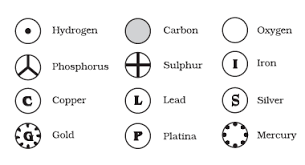 Hydrogen Carbon Oxygen
Phosphorus Sulphur I Iron
C Copper L Lead S Silver
G Gold P Platina Mercury